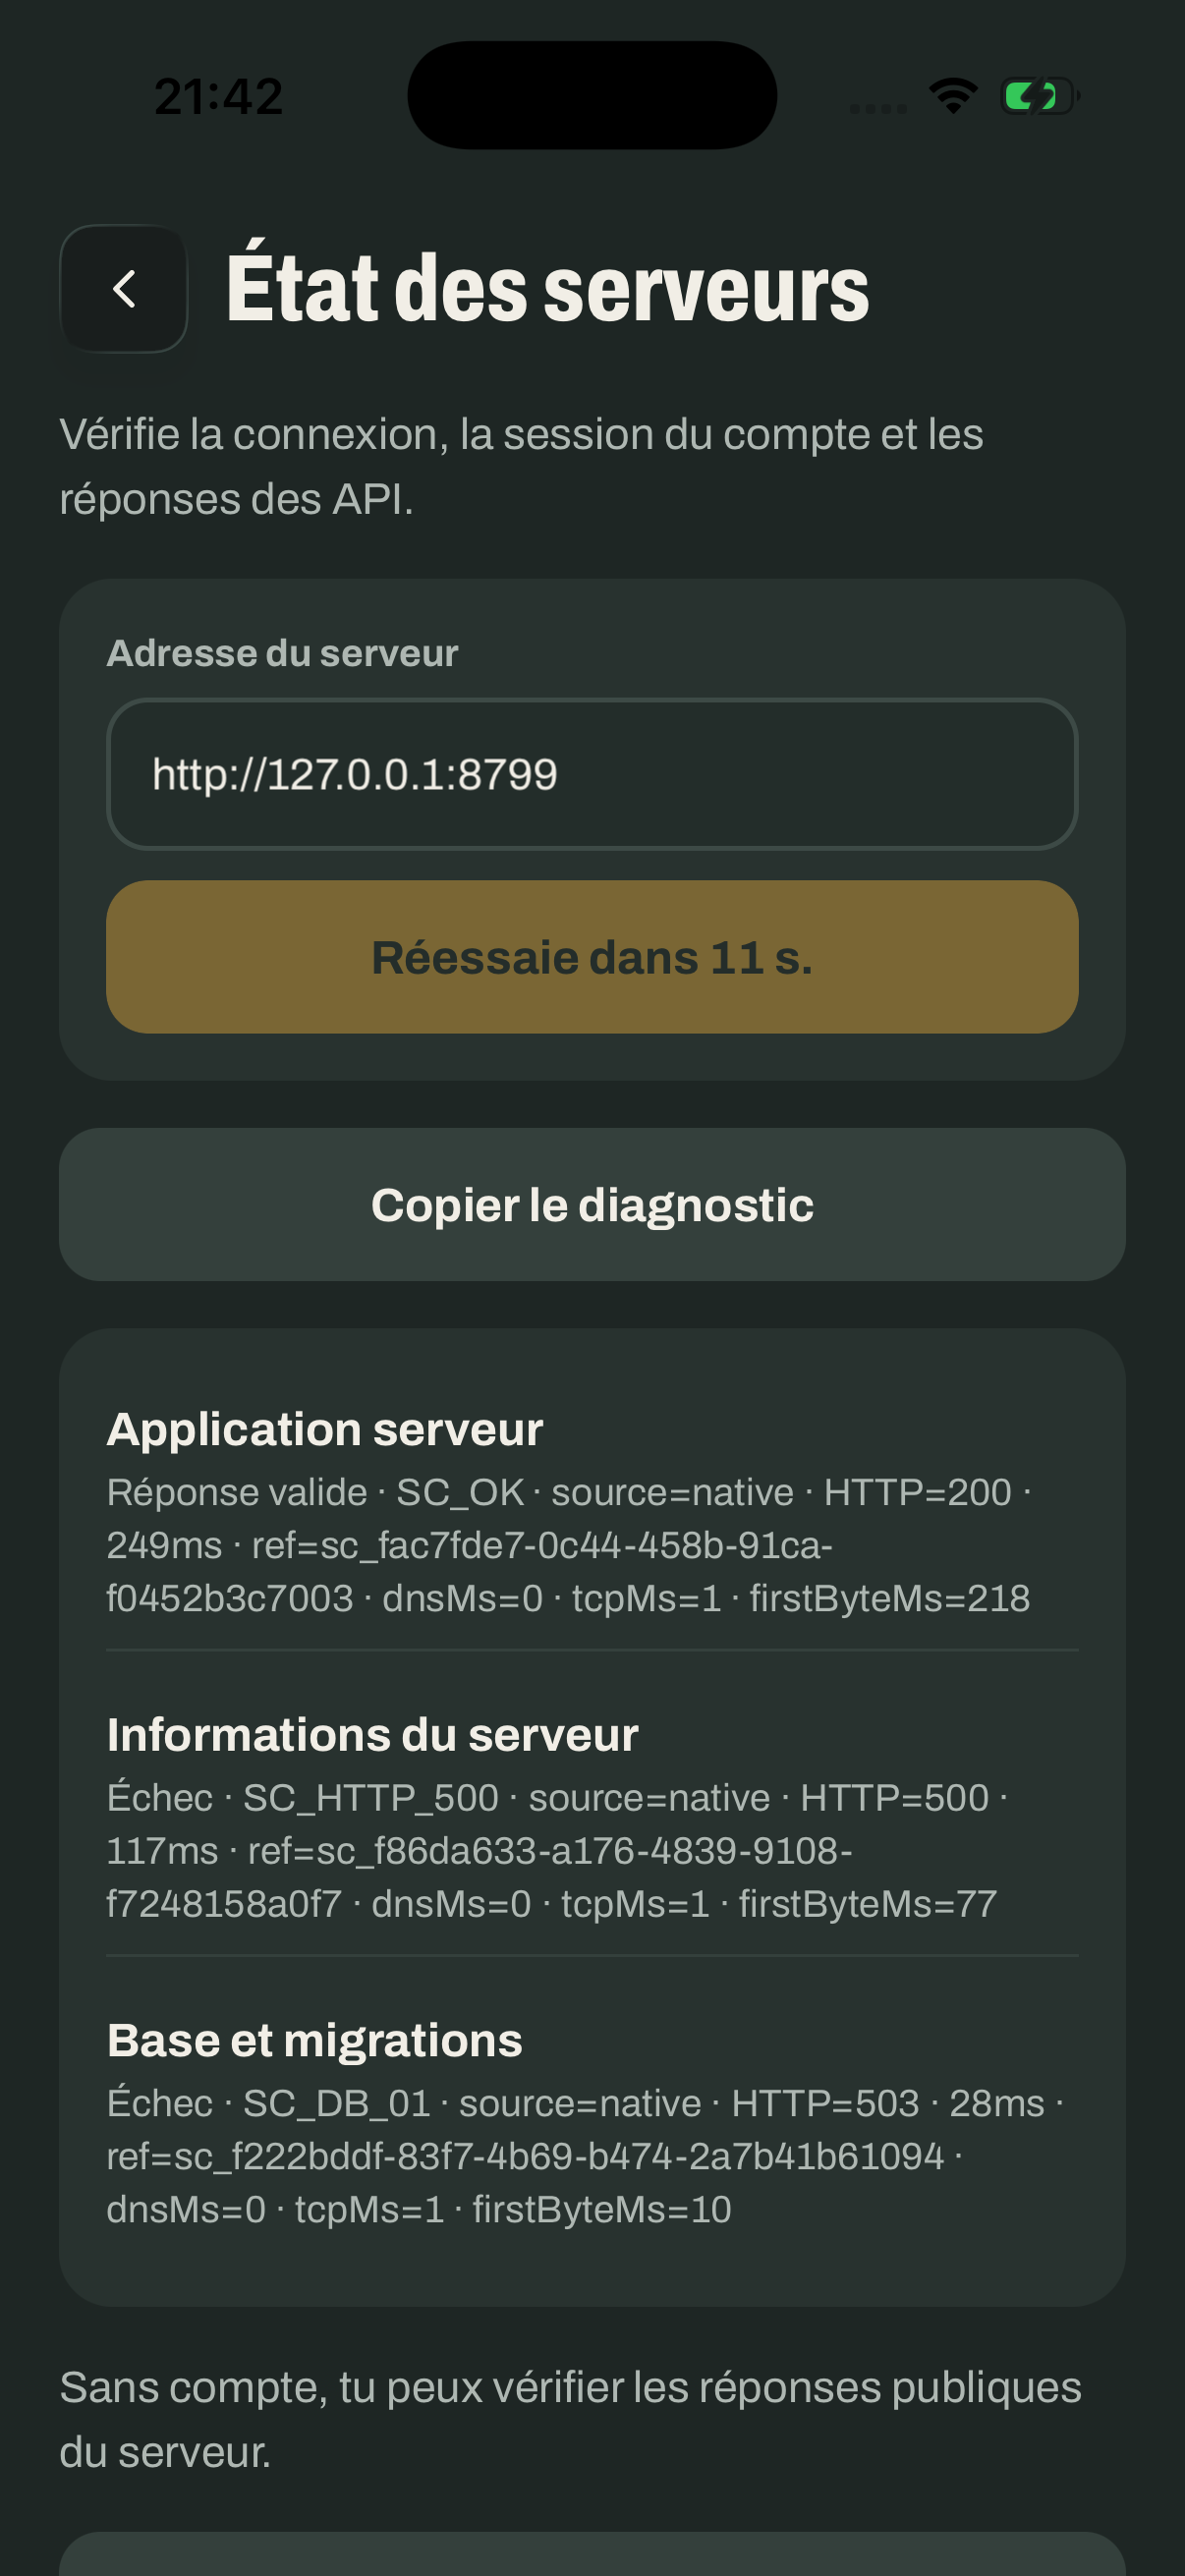 21:42
État des serveurs
Vérifie la connexion, la session du compte et les
réponses des API.
Adresse du serveur
http://127.0.0.1:8799
Réessaie dans 11 s.
Copier le diagnostic
Application serveur
Réponse valide · SC_OK · source=native · HTTP=200 ·
249ms · ref=sc_fac7fde7-0c44-458b-91ca-
f0452b3c7003 · dnsMs=0 · tcpMs=1 · firstByteMs=218
Informations du serveur
Échec · SC_HTTP_500 · source=native · HTTP=500 ·
117ms · ref=sc_f86da633-a176-4839-9108-
f7248158a0f7 · dnsMs=0 · tcpMs=1 · firstByteMs=77
Base et migrations
Échec · SC_DB_01 · source=native · HTTP=503 · 28ms ·
ref=sc_f222bddf-83f7-4b69-b474-2a7b41b61094 ·
dnsMs=0 · tcpMs=1 · firstByteMs=10
Sans compte, tu peux vérifier les réponses publiques
du serveur.